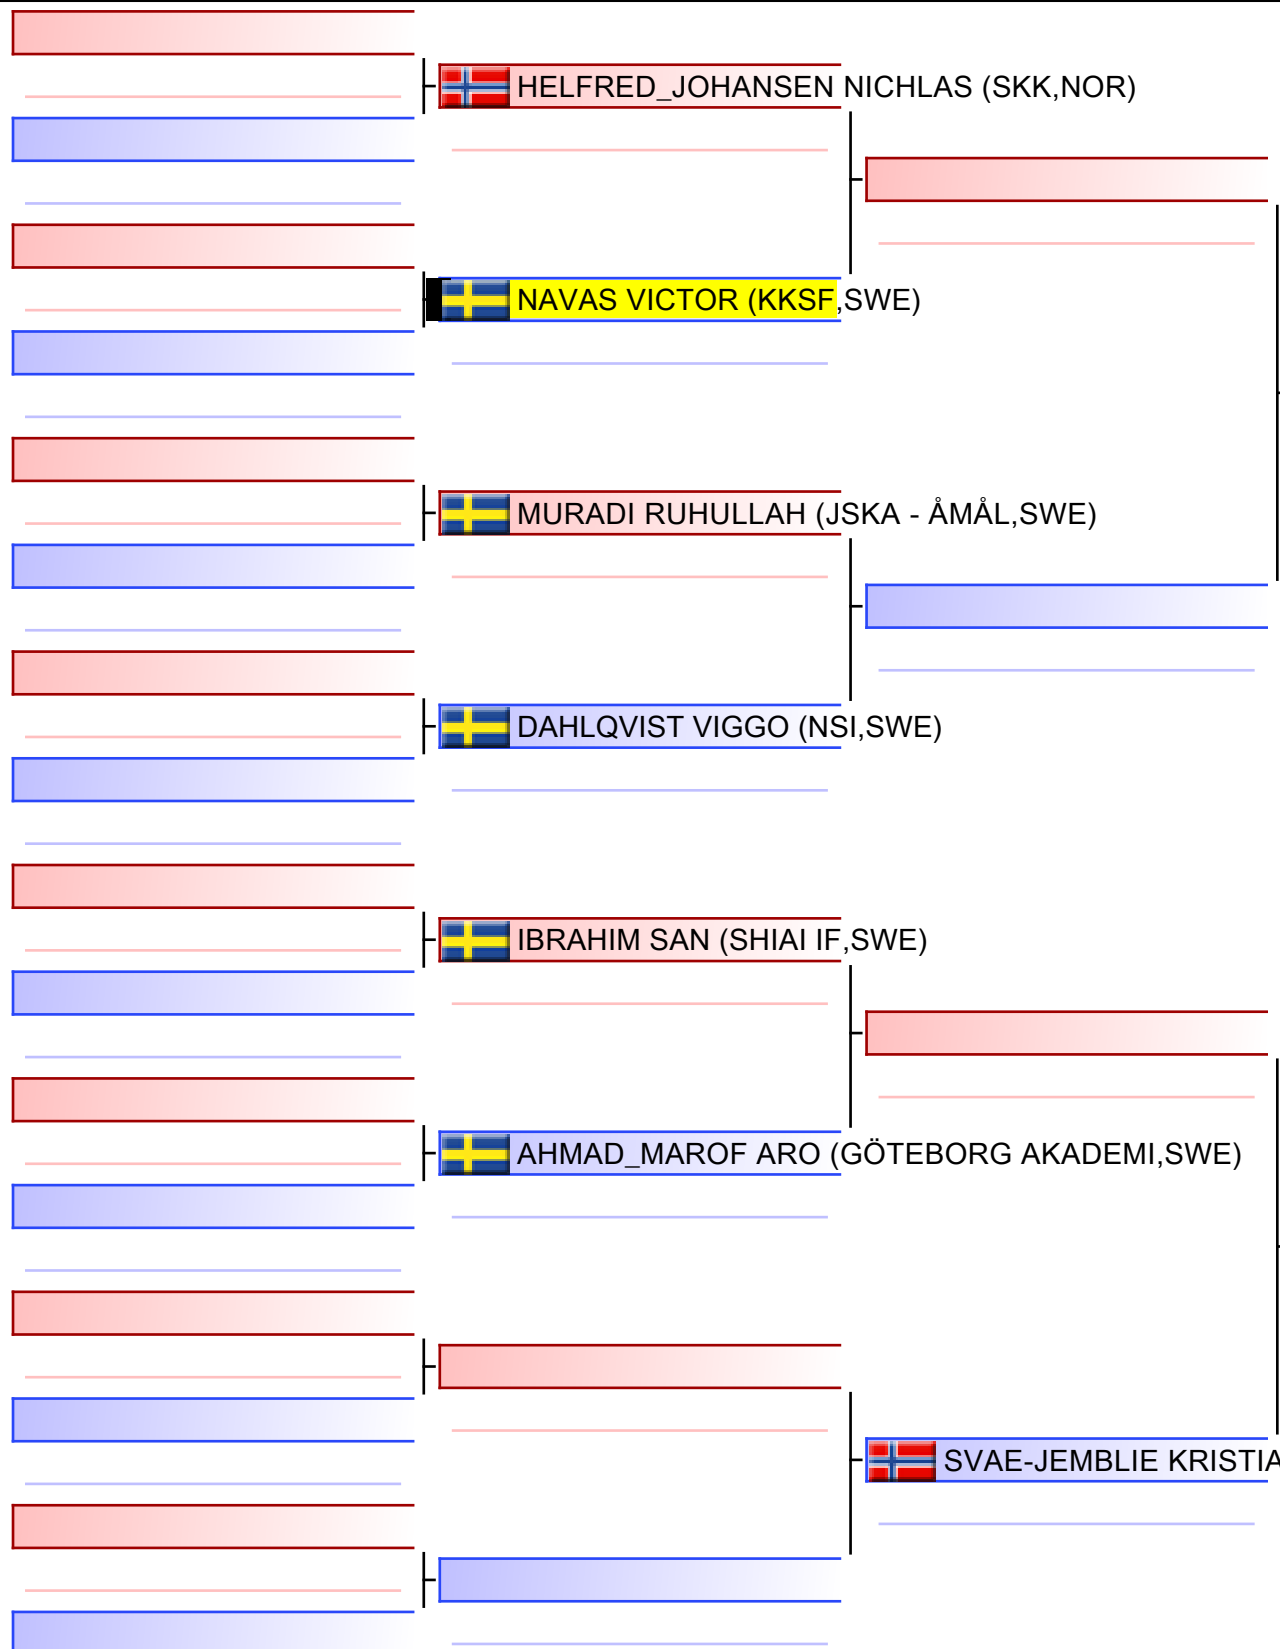 HELFRED_JOHANSEN NICHLAS (SKK,NOR)
NAVAS VICTOR (KKSF,SWE)
MURADI RUHULLAH (JSKA - ÅMÅL,SWE)
DAHLQVIST VIGGO (NSI,SWE)
IBRAHIM SAN (SHIAI IF,SWE)
AHMAD_MAROF ARO (GÖTEBORG AKADEMI,SWE)
SVAE-JEMBLIE KRISTIA